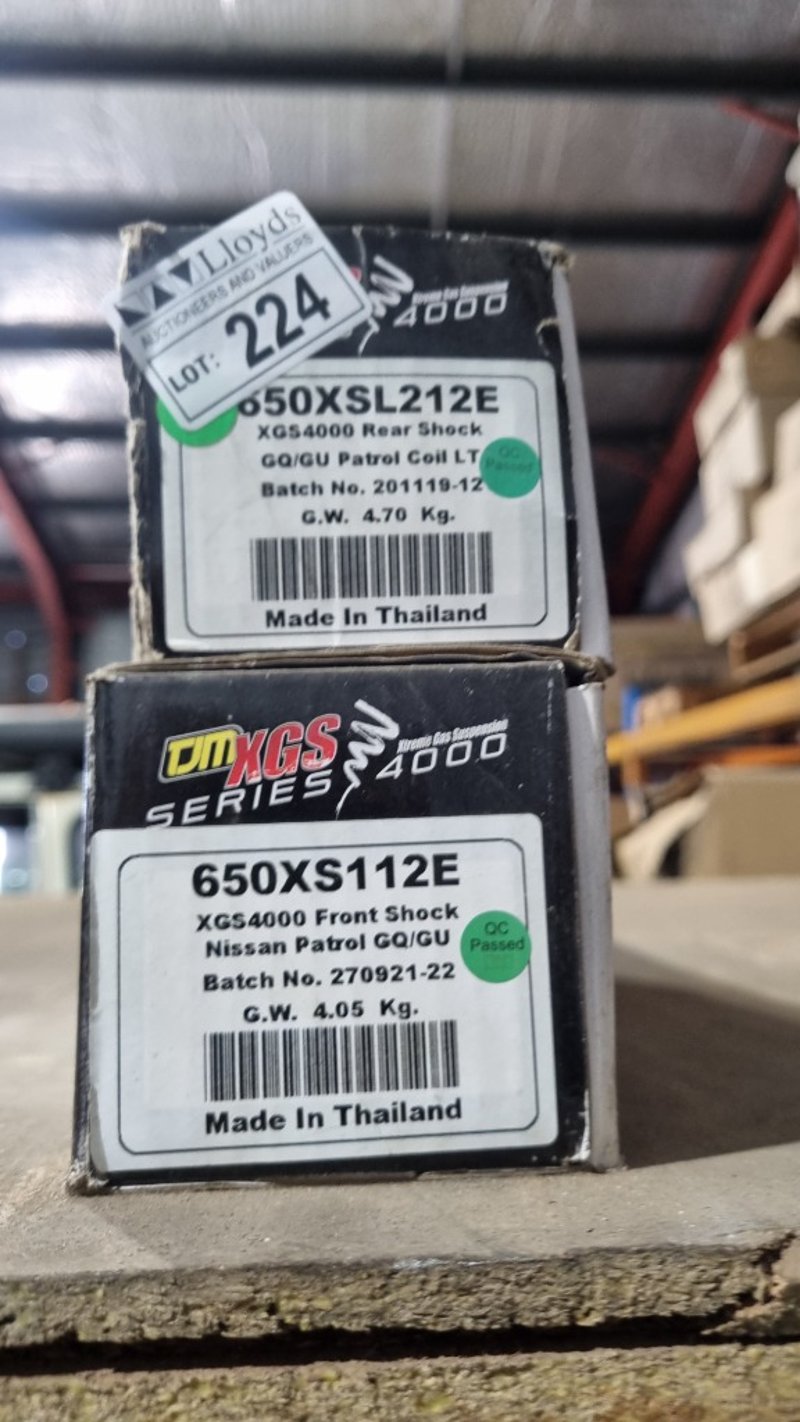 Lloyds
AUCTIONEERS AND VALUERS
LOT: 224
Xtreme Gas Suspension
4000
650XSL212E
XGS4000 Rear Shock
GQ/GU Patrol Coil LT
QC
Passed
Batch No. 201119-12
G.W. 4.70 Kg.
Made In Thailand
TJM XGS
SERIES 4000
Xtreme Gas Suspension
650XS112E
XGS4000 Front Shock
Nissan Patrol GQ/GU
QC
Passed
Batch No. 270921-22
G.W. 4.05 Kg.
Made In Thailand